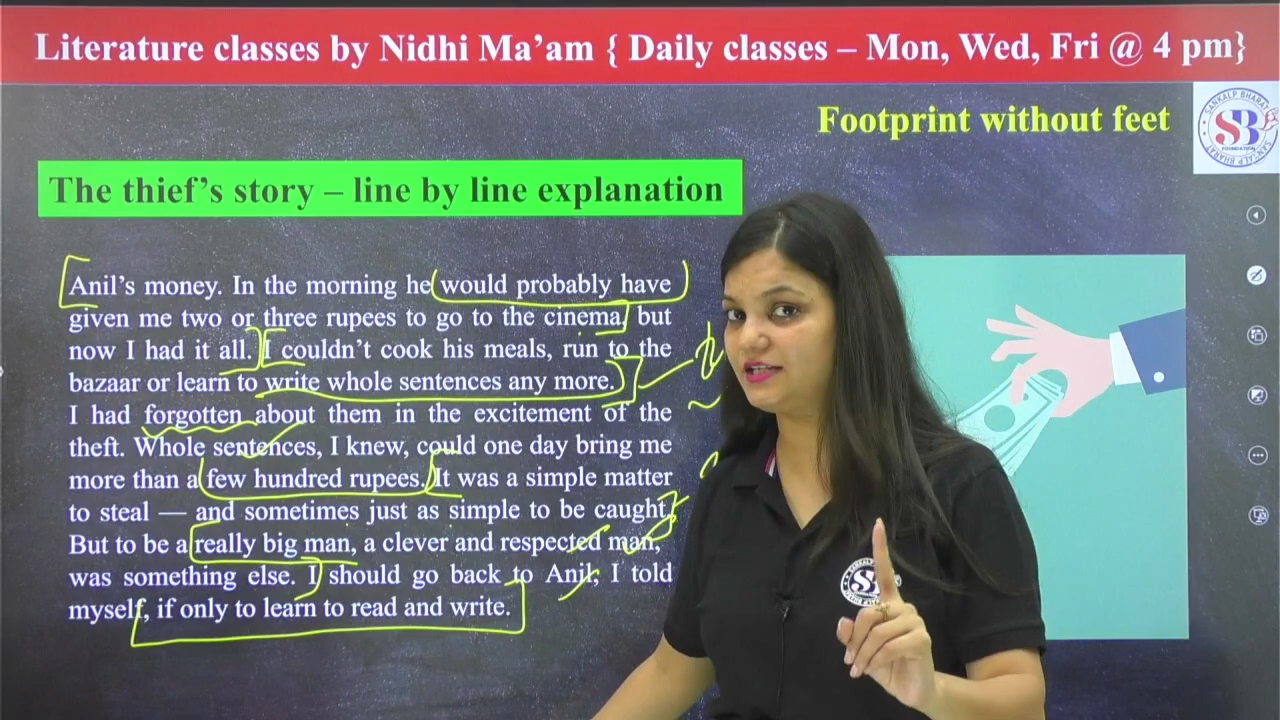 Literature classes by Nidhi Ma’am { Daily classes – Mon, Wed, Fri @ 4 pm}
Footprint without feet
SANKALP BHARAT
SB
FOUNDATION
The thief’s story – line by line explanation
Anil’s money. In the morning he would probably have
given me two or three rupees to go to the cinema, but
now I had it all. I couldn’t cook his meals, run to the
bazaar or learn to write whole sentences any more.
I had forgotten about them in the excitement of the
theft. Whole sentences, I knew, could one day bring me
more than a few hundred rupees. It was a simple matter
to steal — and sometimes just as simple to be caught.
But to be a really big man, a clever and respected man,
was something else. I should go back to Anil, I told
myself, if only to learn to read and write.